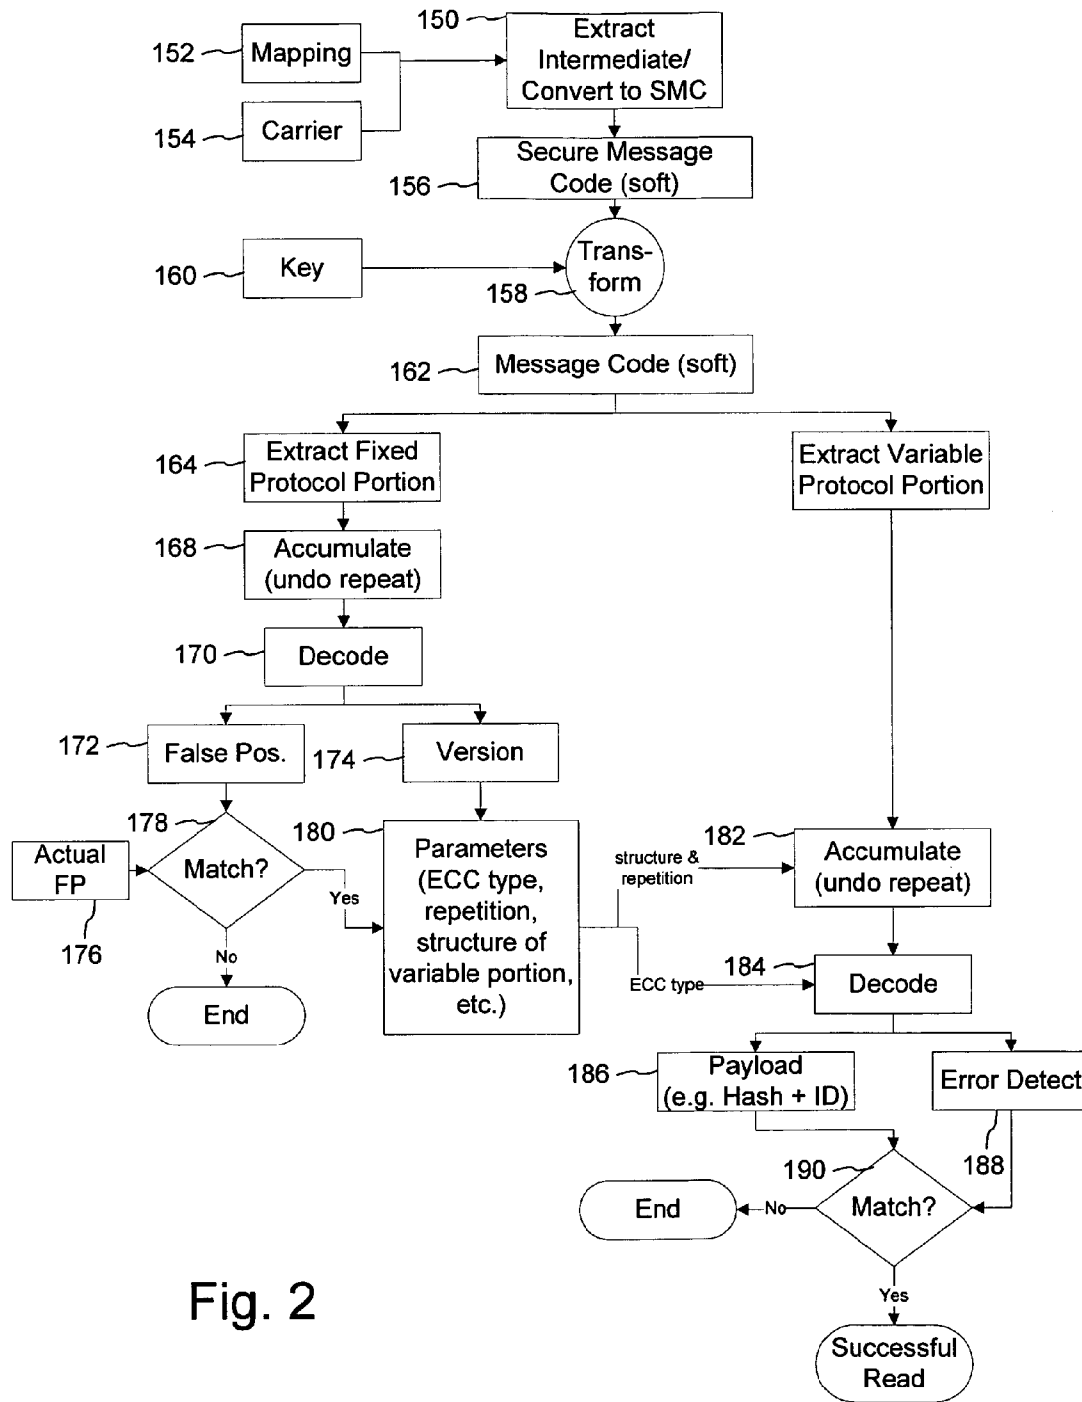 150
Extract
Intermediate/
Convert to SMC
152
Mapping
154
Carrier
156
Secure Message
Code (soft)
160
Key
Trans-
form
158
162
Message Code (soft)
164
Extract Fixed
Protocol Portion
Extract Variable
Protocol Portion
168
Accumulate
(undo repeat)
170
Decode
172
False Pos.
174
Version
178
Match?
Actual
FP
176
Yes
No
End
180
Parameters
(ECC type,
repetition,
structure of
variable portion,
etc.)
structure &
repetition
ECC type
182
Accumulate
(undo repeat)
184
Decode
186
Payload
(e.g. Hash + ID)
Error Detect
188
190
Match?
No
End
Yes
Successful
Read
Fig. 2